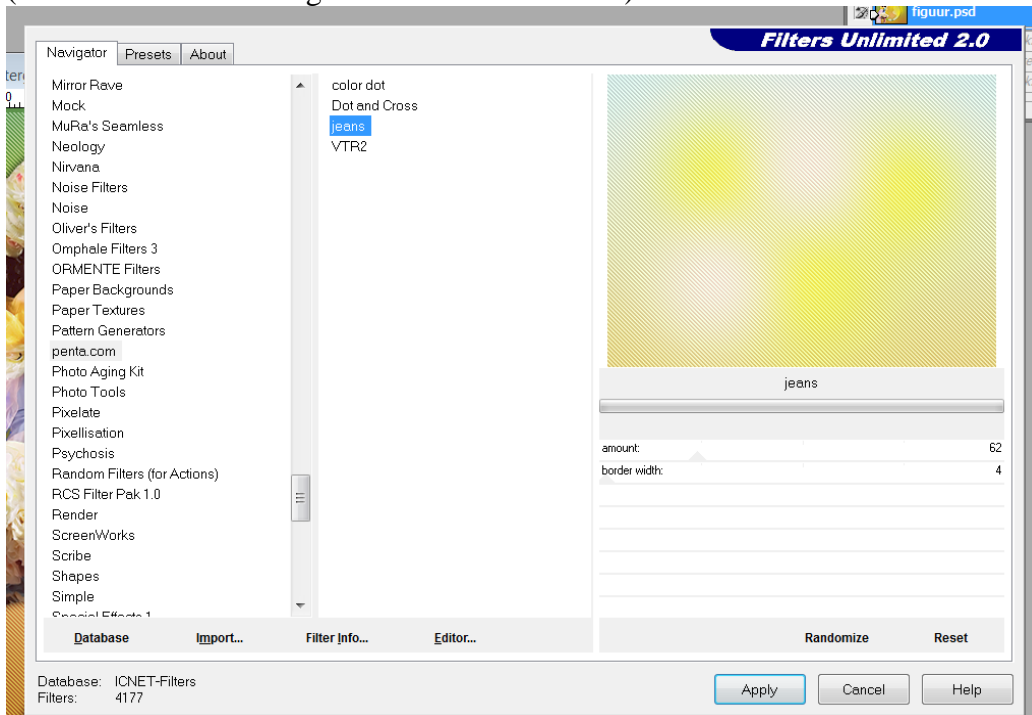 figuur.psd
Filters Unlimited 2.0
Navigator Presets About
Mirror Rave
Mock
MuRa's Seamless
Neology
Nirvana
Noise Filters
Noise
Oliver's Filters
Omphale Filters 3
ORMENTE Filters
Paper Backgrounds
Paper Textures
Pattern Generators
penta.com
Photo Aging Kit
Photo Tools
Pixelate
Pixellisation
Psychosis
Random Filters (for Actions)
RCS Filter Pak 1.0
Render
ScreenWorks
Scribe
Shapes
Simple
Special Effects 1
color dot
Dot and Cross
jeans
VTR2
jeans
amount: 62
border width: 4
Database Import... Filter Info... Editor... Randomize Reset
Database: ICNET-Filters
Filters: 4177
Apply Cancel Help